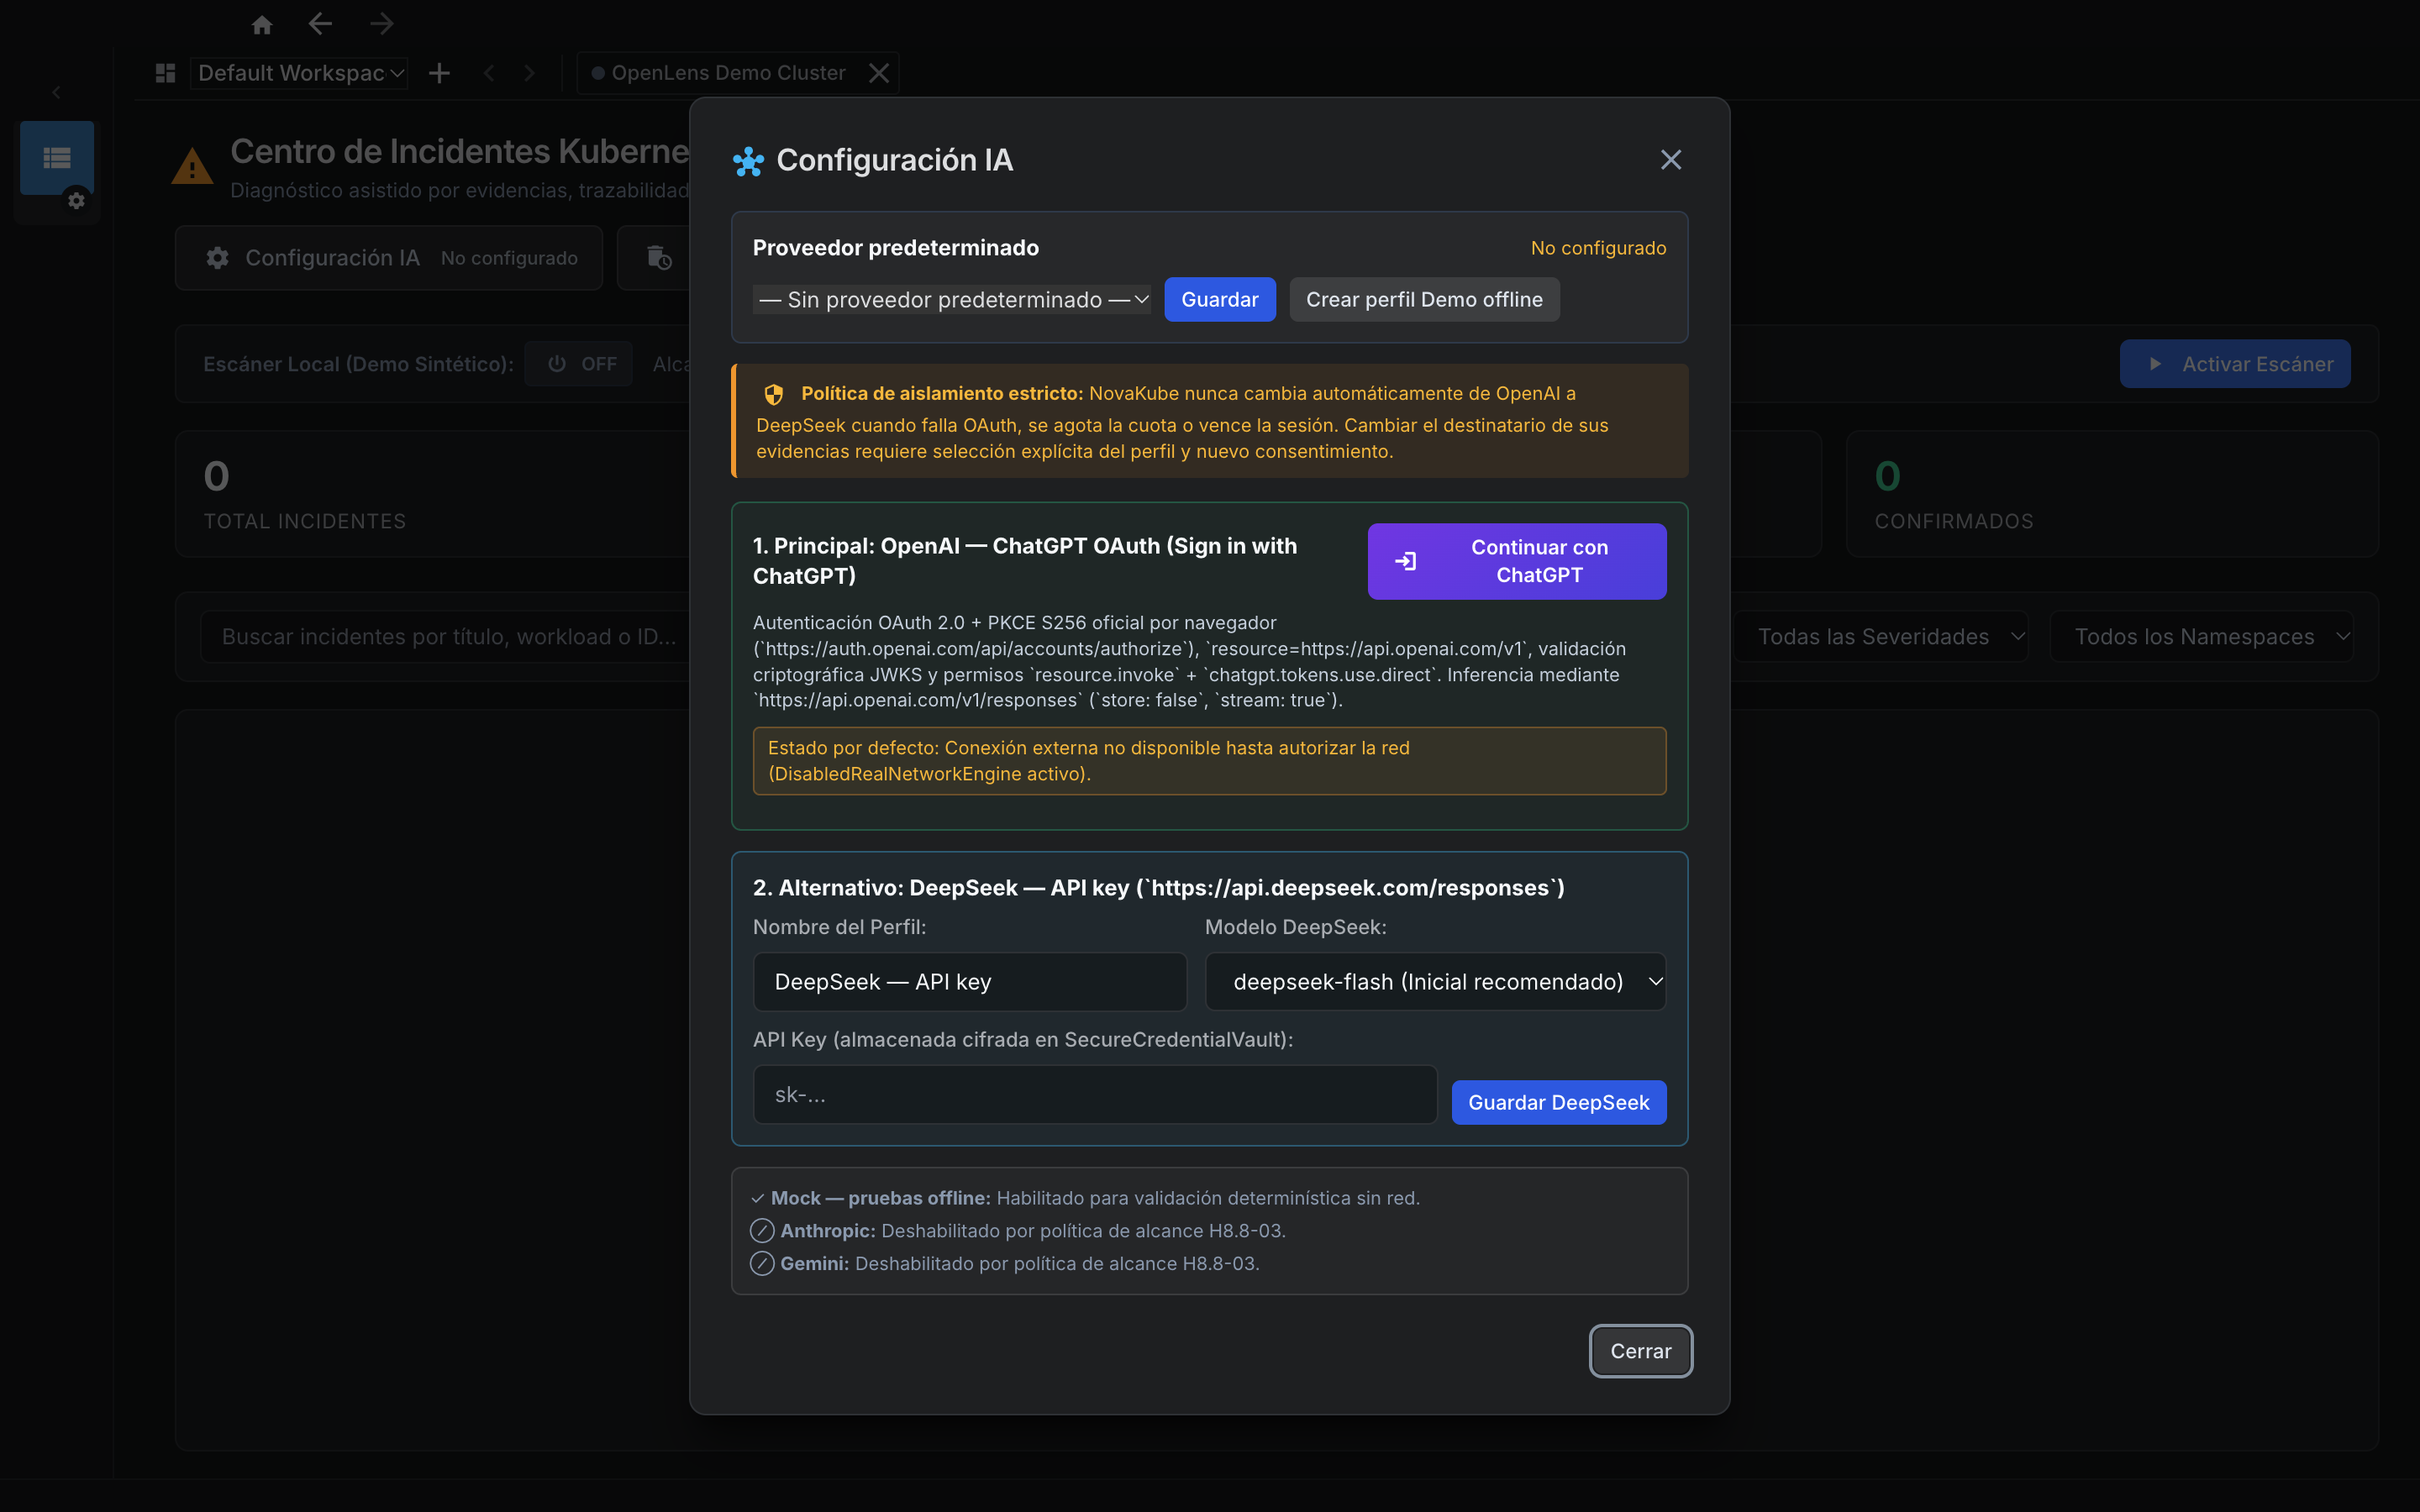 Default Workspac
OpenLens Demo Cluster
Centro de Incidentes Kuberne
Diagnóstico asistido por evidencias, trazabilidad
Configuración IA No configurado
Escáner Local (Demo Sintético): OFF Alca
Activar Escáner
0
TOTAL INCIDENTES
0
CONFIRMADOS
Buscar incidentes por título, workload o ID...
Todas las Severidades
Todos los Namespaces
Configuración IA
Proveedor predeterminado
No configurado
— Sin proveedor predeterminado —
Guardar
Crear perfil Demo offline
Política de aislamiento estricto: NovaKube nunca cambia automáticamente de OpenAI a
DeepSeek cuando falla OAuth, se agota la cuota o vence la sesión. Cambiar el destinatario de sus
evidencias requiere selección explícita del perfil y nuevo consentimiento.
1. Principal: OpenAI — ChatGPT OAuth (Sign in with
ChatGPT)
Continuar con
ChatGPT
Autenticación OAuth 2.0 + PKCE S256 oficial por navegador
(`https://auth.openai.com/api/accounts/authorize`), `resource=https://api.openai.com/v1`, validación
criptográfica JWKS y permisos `resource.invoke` + `chatgpt.tokens.use.direct`. Inferencia mediante
`https://api.openai.com/v1/responses` (`store: false`, `stream: true`).
Estado por defecto: Conexión externa no disponible hasta autorizar la red
(DisabledRealNetworkEngine activo).
2. Alternativo: DeepSeek — API key (`https://api.deepseek.com/responses`)
Nombre del Perfil:
Modelo DeepSeek:
DeepSeek — API key
deepseek-flash (Inicial recomendado)
API Key (almacenada cifrada en SecureCredentialVault):
sk-...
Guardar DeepSeek
Mock — pruebas offline: Habilitado para validación determinística sin red.
Anthropic: Deshabilitado por política de alcance H8.8-03.
Gemini: Deshabilitado por política de alcance H8.8-03.
Cerrar